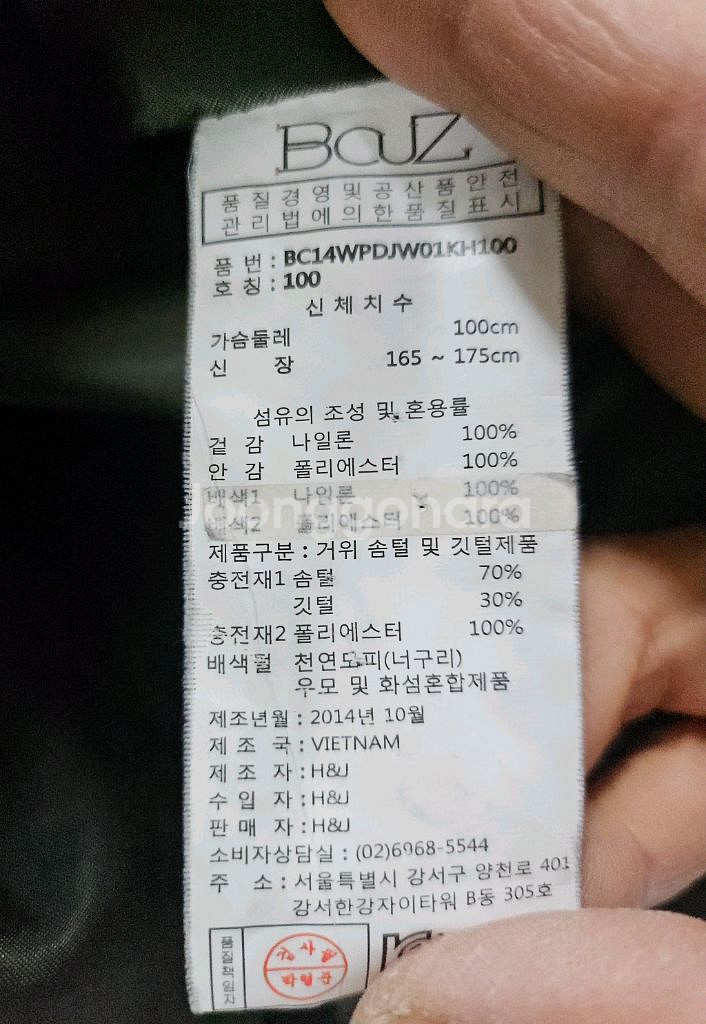 BOUZ
품질경영및공산품안전
관리법에의한품질표시
품 번 : BC14WPDJW01KH100
호 칭 : 100
신체치수
가슴둘레 100cm
신 장 165 ~ 175cm
섬유의 조성 및 혼용률
겉 감 나일론 100%
안 감 폴리에스터 100%
배색1 나일론 100%
배색2 폴리에스터 100%
Joongonara
제품구분 : 거위 솜털 및 깃털제품
충전재1 솜털 70%
깃털 30%
충전재2 폴리에스터 100%
배색털 천연모피(너구리)
우모 및 화섬혼합제품
제조년월 : 2014년 10월
제 조 국 : VIETNAM
제 조 자 : H&J
수 입 자 : H&J
판 매 자 : H&J
소비자상담실 : (02)6968-5544
주 소 : 서울특별시 강서구 양천로 401
강서한강자이타워 B동 305호
품질책임자
검사필